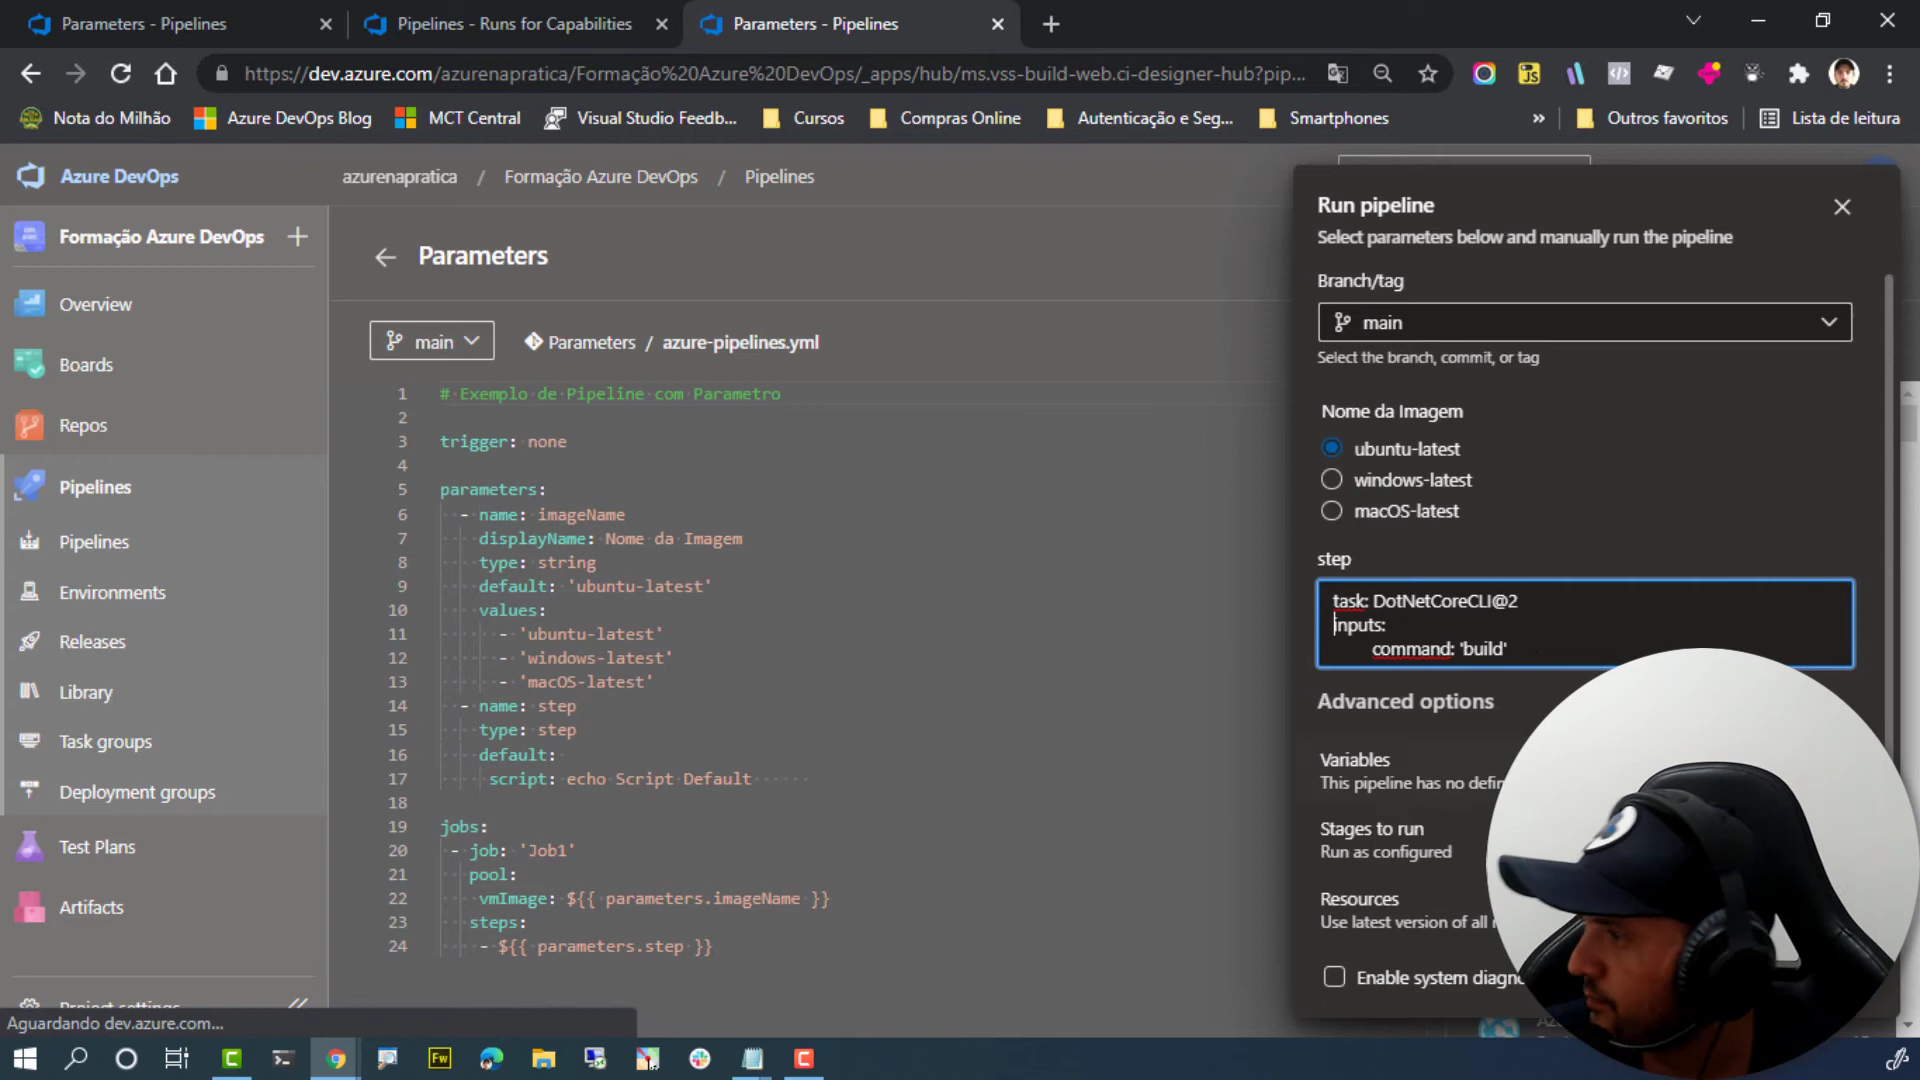 Parameters - Pipelines
Pipelines - Runs for Capabilities
Parameters - Pipelines
https://dev.azure.com/azurenapratica/Formação%20Azure%20DevOps/_apps/hub/ms.vss-build-web.ci-designer-hub?pip...
Nota do Milhão
Azure DevOps Blog
MCT Central
Visual Studio Feedb...
Cursos
Compras Online
Autenticação e Seg...
Smartphones
»
Outros favoritos
Lista de leitura
Azure DevOps
azurenapratica / Formação Azure DevOps / Pipelines
Formação Azure DevOps
Overview
Boards
Repos
Pipelines
Pipelines
Environments
Releases
Library
Task groups
Deployment groups
Test Plans
Artifacts
Project settings
Aguardando dev.azure.com...
Parameters
main
Parameters / azure-pipelines.yml
1 # Exemplo de Pipeline com Parametro
2
3 trigger: none
4
5 parameters:
6 - name: imageName
7 displayName: Nome da Imagem
8 type: string
9 default: 'ubuntu-latest'
10 values:
11 - 'ubuntu-latest'
12 - 'windows-latest'
13 - 'macOS-latest'
14 - name: step
15 type: step
16 default:
17 script: echo Script Default
18
19 jobs:
20 - job: 'Job1'
21 pool:
22 vmImage: ${{ parameters.imageName }}
23 steps:
24 - ${{ parameters.step }}
Run pipeline
Select parameters below and manually run the pipeline
Branch/tag
main
Select the branch, commit, or tag
Nome da Imagem
ubuntu-latest
windows-latest
macOS-latest
step
task: DotNetCoreCLI@2
inputs:
command: 'build'
Advanced options
Variables
This pipeline has no defin
Stages to run
Run as configured
Resources
Use latest version of all
Enable system diagno
Fw